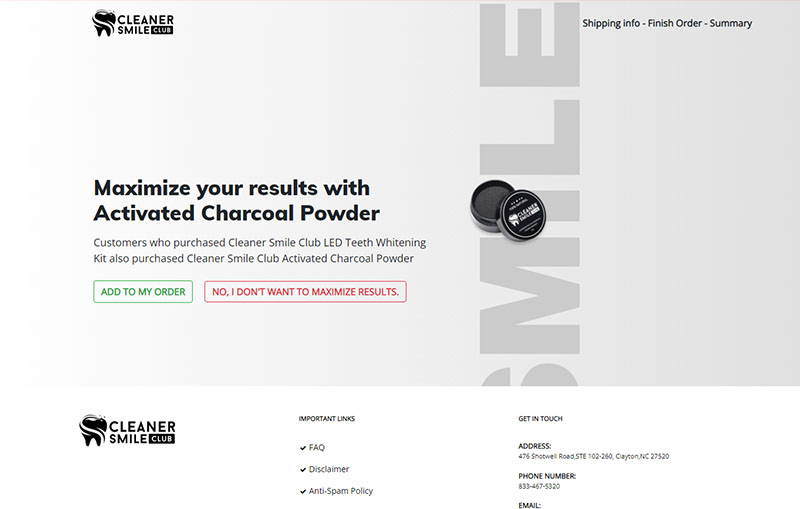 CLEANER
SMILE CLUB
Shipping info - Finish Order - Summary
SMILE
Maximize your results with
Activated Charcoal Powder
CLEANER
SMILE CLUB
Customers who purchased Cleaner Smile Club LED Teeth Whitening
Kit also purchased Cleaner Smile Club Activated Charcoal Powder
ADD TO MY ORDER
NO, I DON'T WANT TO MAXIMIZE RESULTS.
CLEANER
SMILE CLUB
IMPORTANT LINKS
FAQ
Disclaimer
Anti-Spam Policy
GET IN TOUCH
ADDRESS:
476 Shotwell Road,STE 102-260, Clayton,NC 27520
PHONE NUMBER:
833-467-5320
EMAIL: